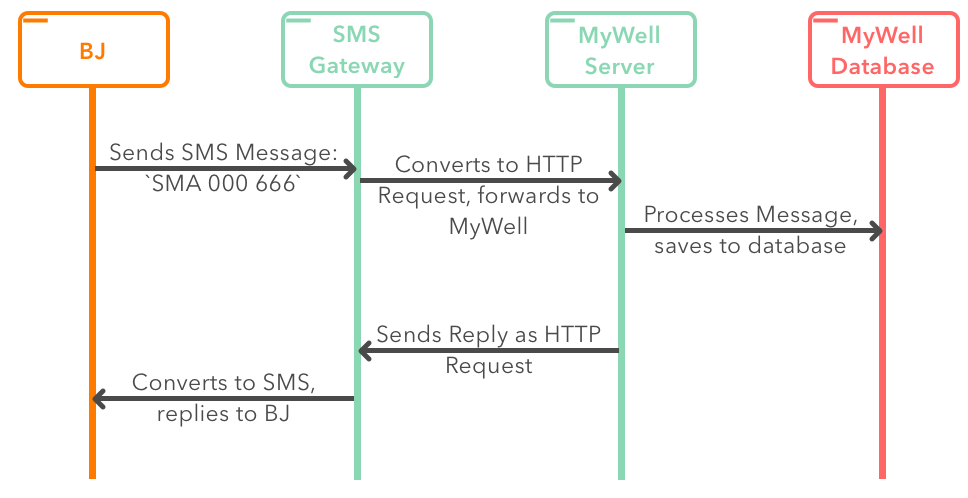 BJ
SMS
Gateway
MyWell
Server
MyWell
Database
Sends SMS Message:
`SMA 000 666`
Converts to HTTP
Request, forwards to
MyWell
Processes Message,
saves to database
Sends Reply as HTTP
Request
Converts to SMS,
replies to BJ